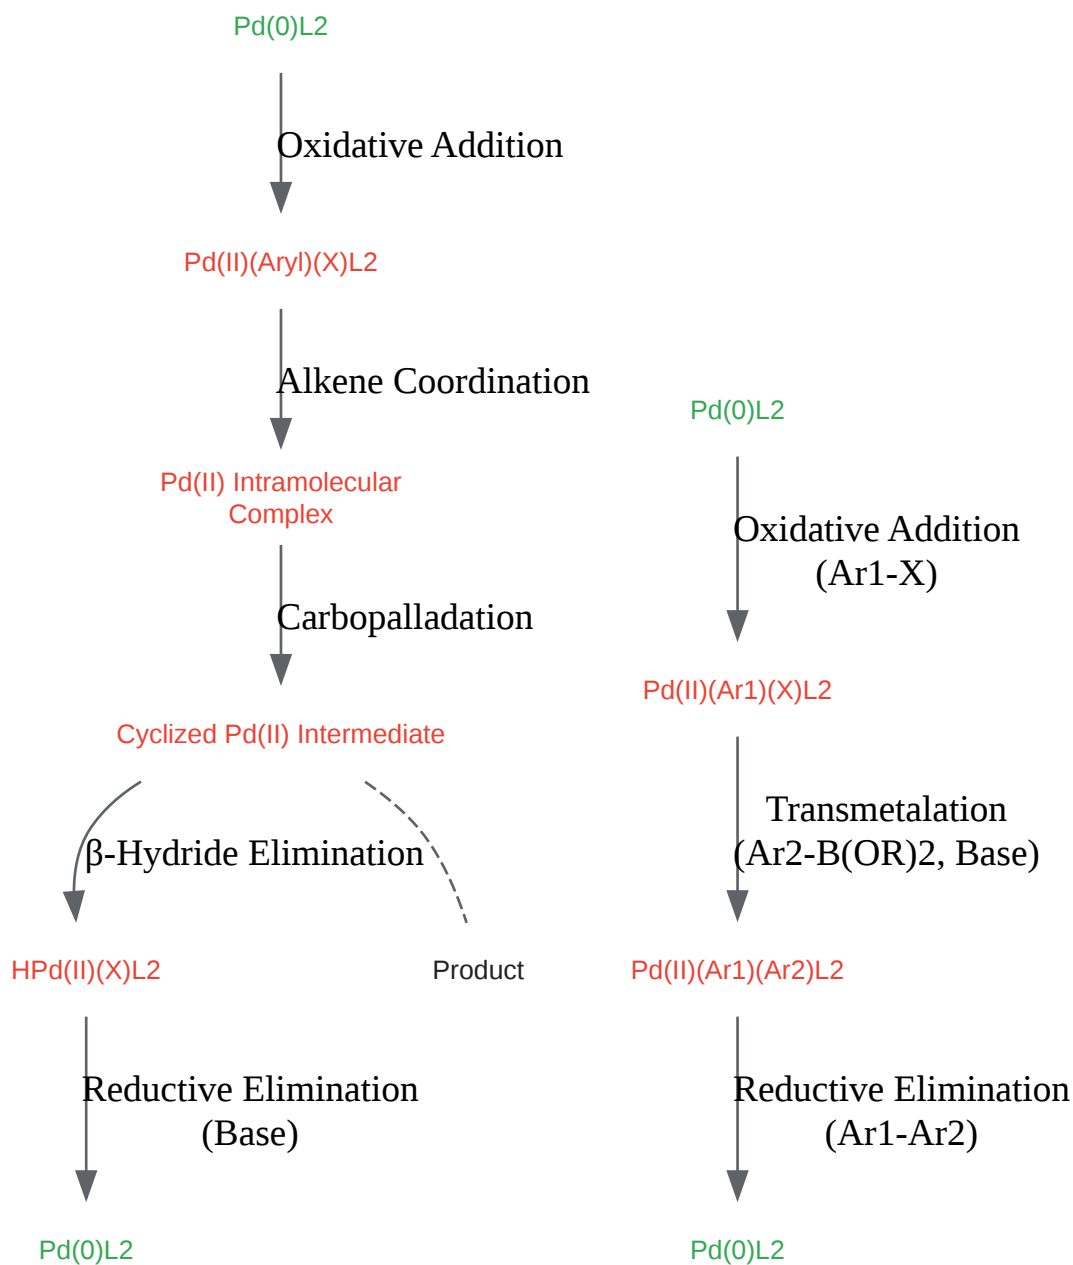 Pd(0)L2
Oxidative Addition
Pd(II)(Aryl)(X)L2
Alkene Coordination
Pd(II) Intramolecular
Complex
Carbopalladation
Cyclized Pd(II) Intermediate
β-Hydride Elimination
HPd(II)(X)L2
Product
Reductive Elimination
(Base)
Pd(0)L2
Pd(0)L2
Oxidative Addition
(Ar1-X)
Pd(II)(Ar1)(X)L2
Transmetalation
(Ar2-B(OR)2, Base)
Pd(II)(Ar1)(Ar2)L2
Reductive Elimination
(Ar1-Ar2)
Pd(0)L2